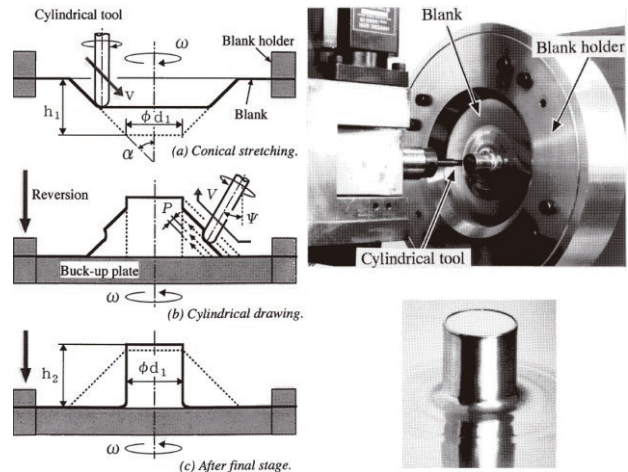 Cylindrical tool
ω
Blank holder
V
h₁
φd₁
Blank
α
(a) Conical stretching.
Reversion
V
Ψ
P
Buck-up plate
ω
(b) Cylindrical drawing.
h₂
φd₁
ω
(c) After final stage.
Blank
Blank holder
Cylindrical tool